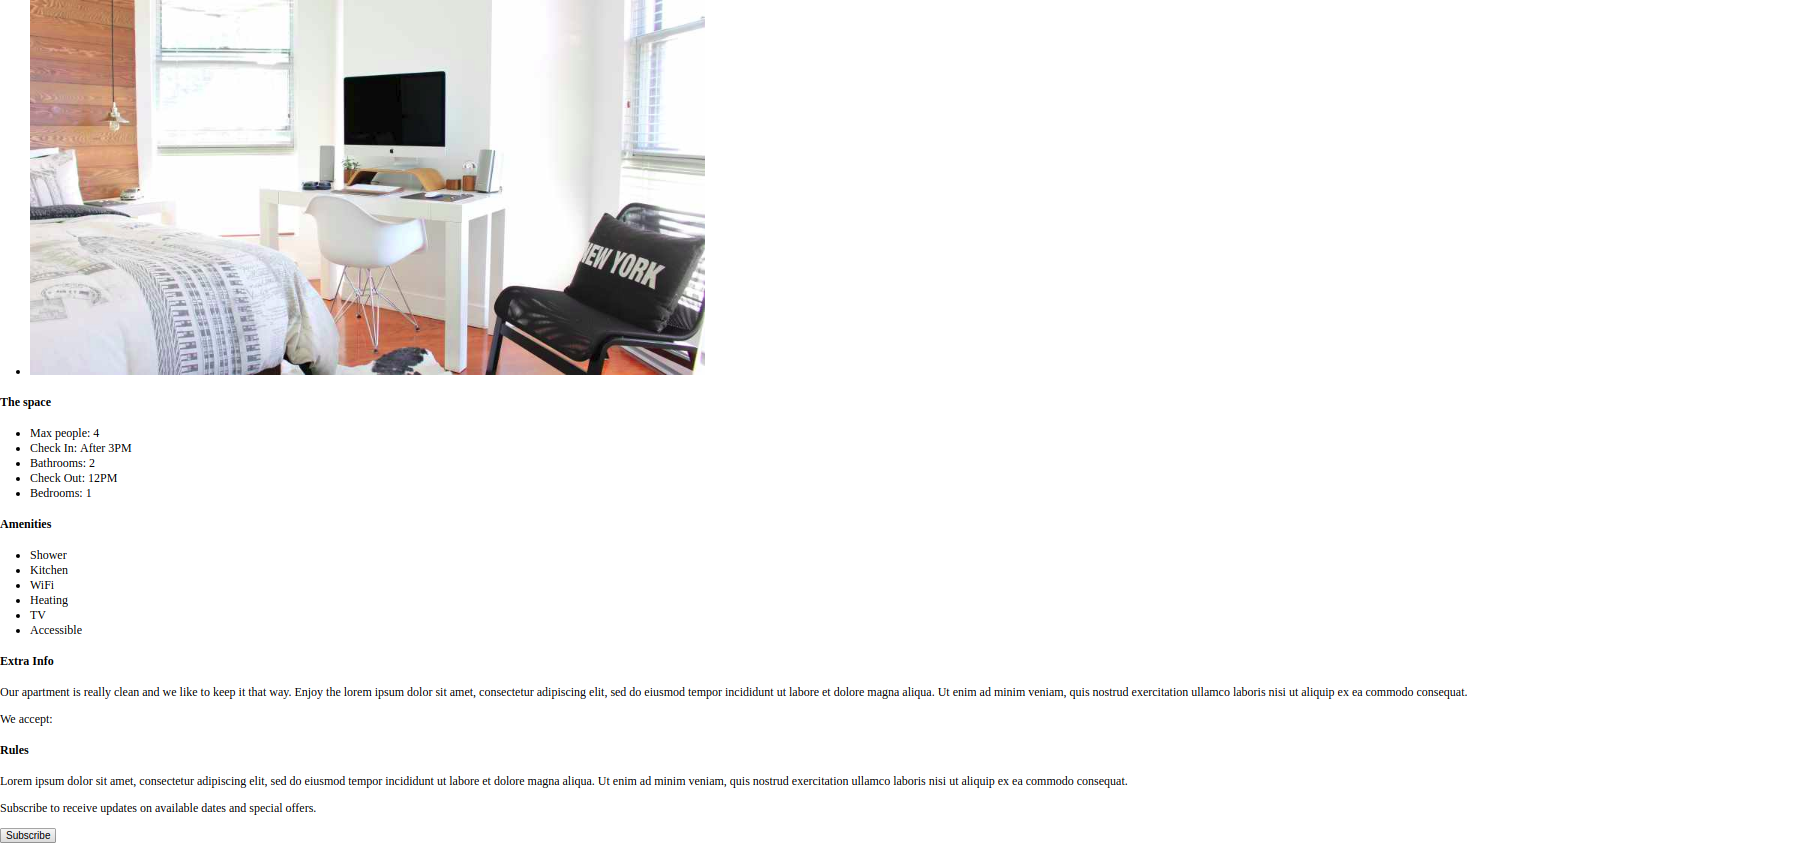 NEW YORK
The space
Max people: 4
Check In: After 3PM
Bathrooms: 2
Check Out: 12PM
Bedrooms: 1
Amenities
Shower
Kitchen
WiFi
Heating
TV
Accessible
Extra Info
Our apartment is really clean and we like to keep it that way. Enjoy the lorem ipsum dolor sit amet, consectetur adipiscing elit, sed do eiusmod tempor incididunt ut labore et dolore magna aliqua. Ut enim ad minim veniam, quis nostrud exercitation ullamco laboris nisi ut aliquip ex ea commodo consequat.
We accept:
Rules
Lorem ipsum dolor sit amet, consectetur adipiscing elit, sed do eiusmod tempor incididunt ut labore et dolore magna aliqua. Ut enim ad minim veniam, quis nostrud exercitation ullamco laboris nisi ut aliquip ex ea commodo consequat.
Subscribe to receive updates on available dates and special offers.
Subscribe